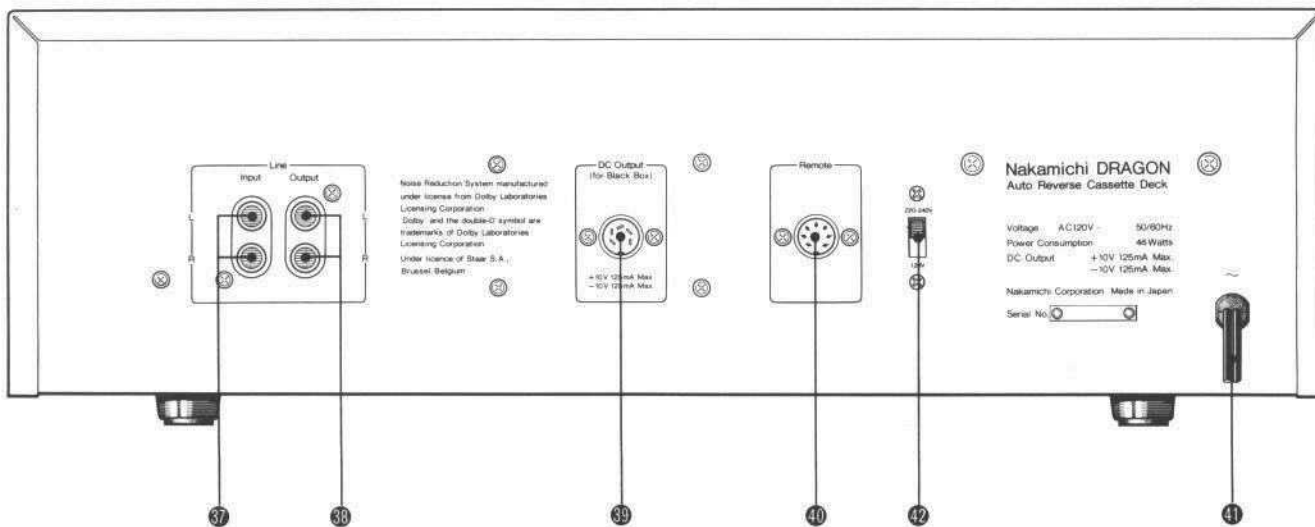 Line
Input Output
L L
R R
Noise Reduction System manufactured
under license from Dolby Laboratories
Licensing Corporation
'Dolby' and the double-D symbol are
trademarks of Dolby Laboratories
Licensing Corporation
Under licence of Staar S.A.,
Brussel Belgium
DC Output
(for Black Box)
+10V 125mA Max.
−10V 125mA Max.
Remote
220-240V
120V
Nakamichi DRAGON
Auto Reverse Cassette Deck
Voltage AC120V~ 50/60Hz
Power Consumption 46 Watts
DC Output +10V 125mA Max.
−10V 125mA Max.
Nakamichi Corporation Made in Japan
Serial No.
~
37 38 39 40 42 41